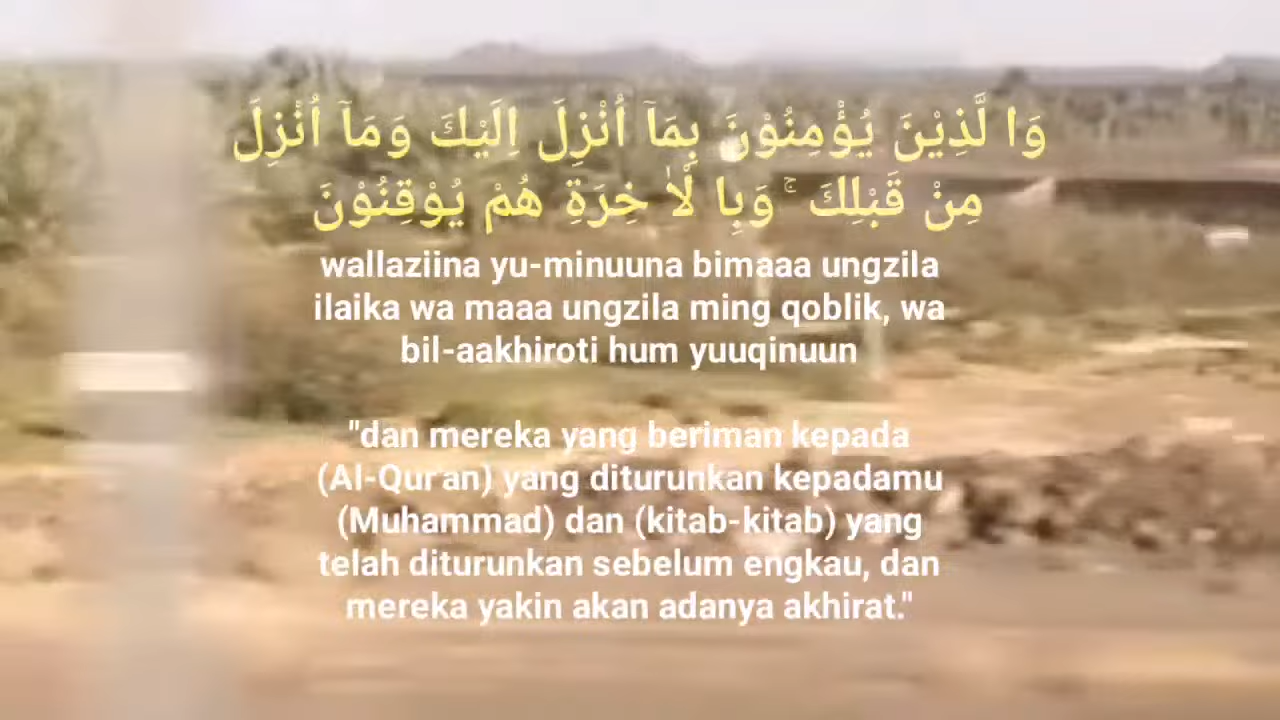 وَا لَّذِيْنَ يُؤْمِنُوْنَ بِمَاۤ اُنْزِلَ اِلَيْكَ وَمَاۤ اُنْزِلَ
مِنْ قَبْلِكَ ۚ وَبِا لْاٰ خِرَةِ هُمْ يُوْقِنُوْنَ
wallaziina yu-minuuna bimaaa ungzila
ilaika wa maaa ungzila ming qoblik, wa
bil-aakhiroti hum yuuqinuun
"dan mereka yang beriman kepada
(Al-Qur'an) yang diturunkan kepadamu
(Muhammad) dan (kitab-kitab) yang
telah diturunkan sebelum engkau, dan
mereka yakin akan adanya akhirat."